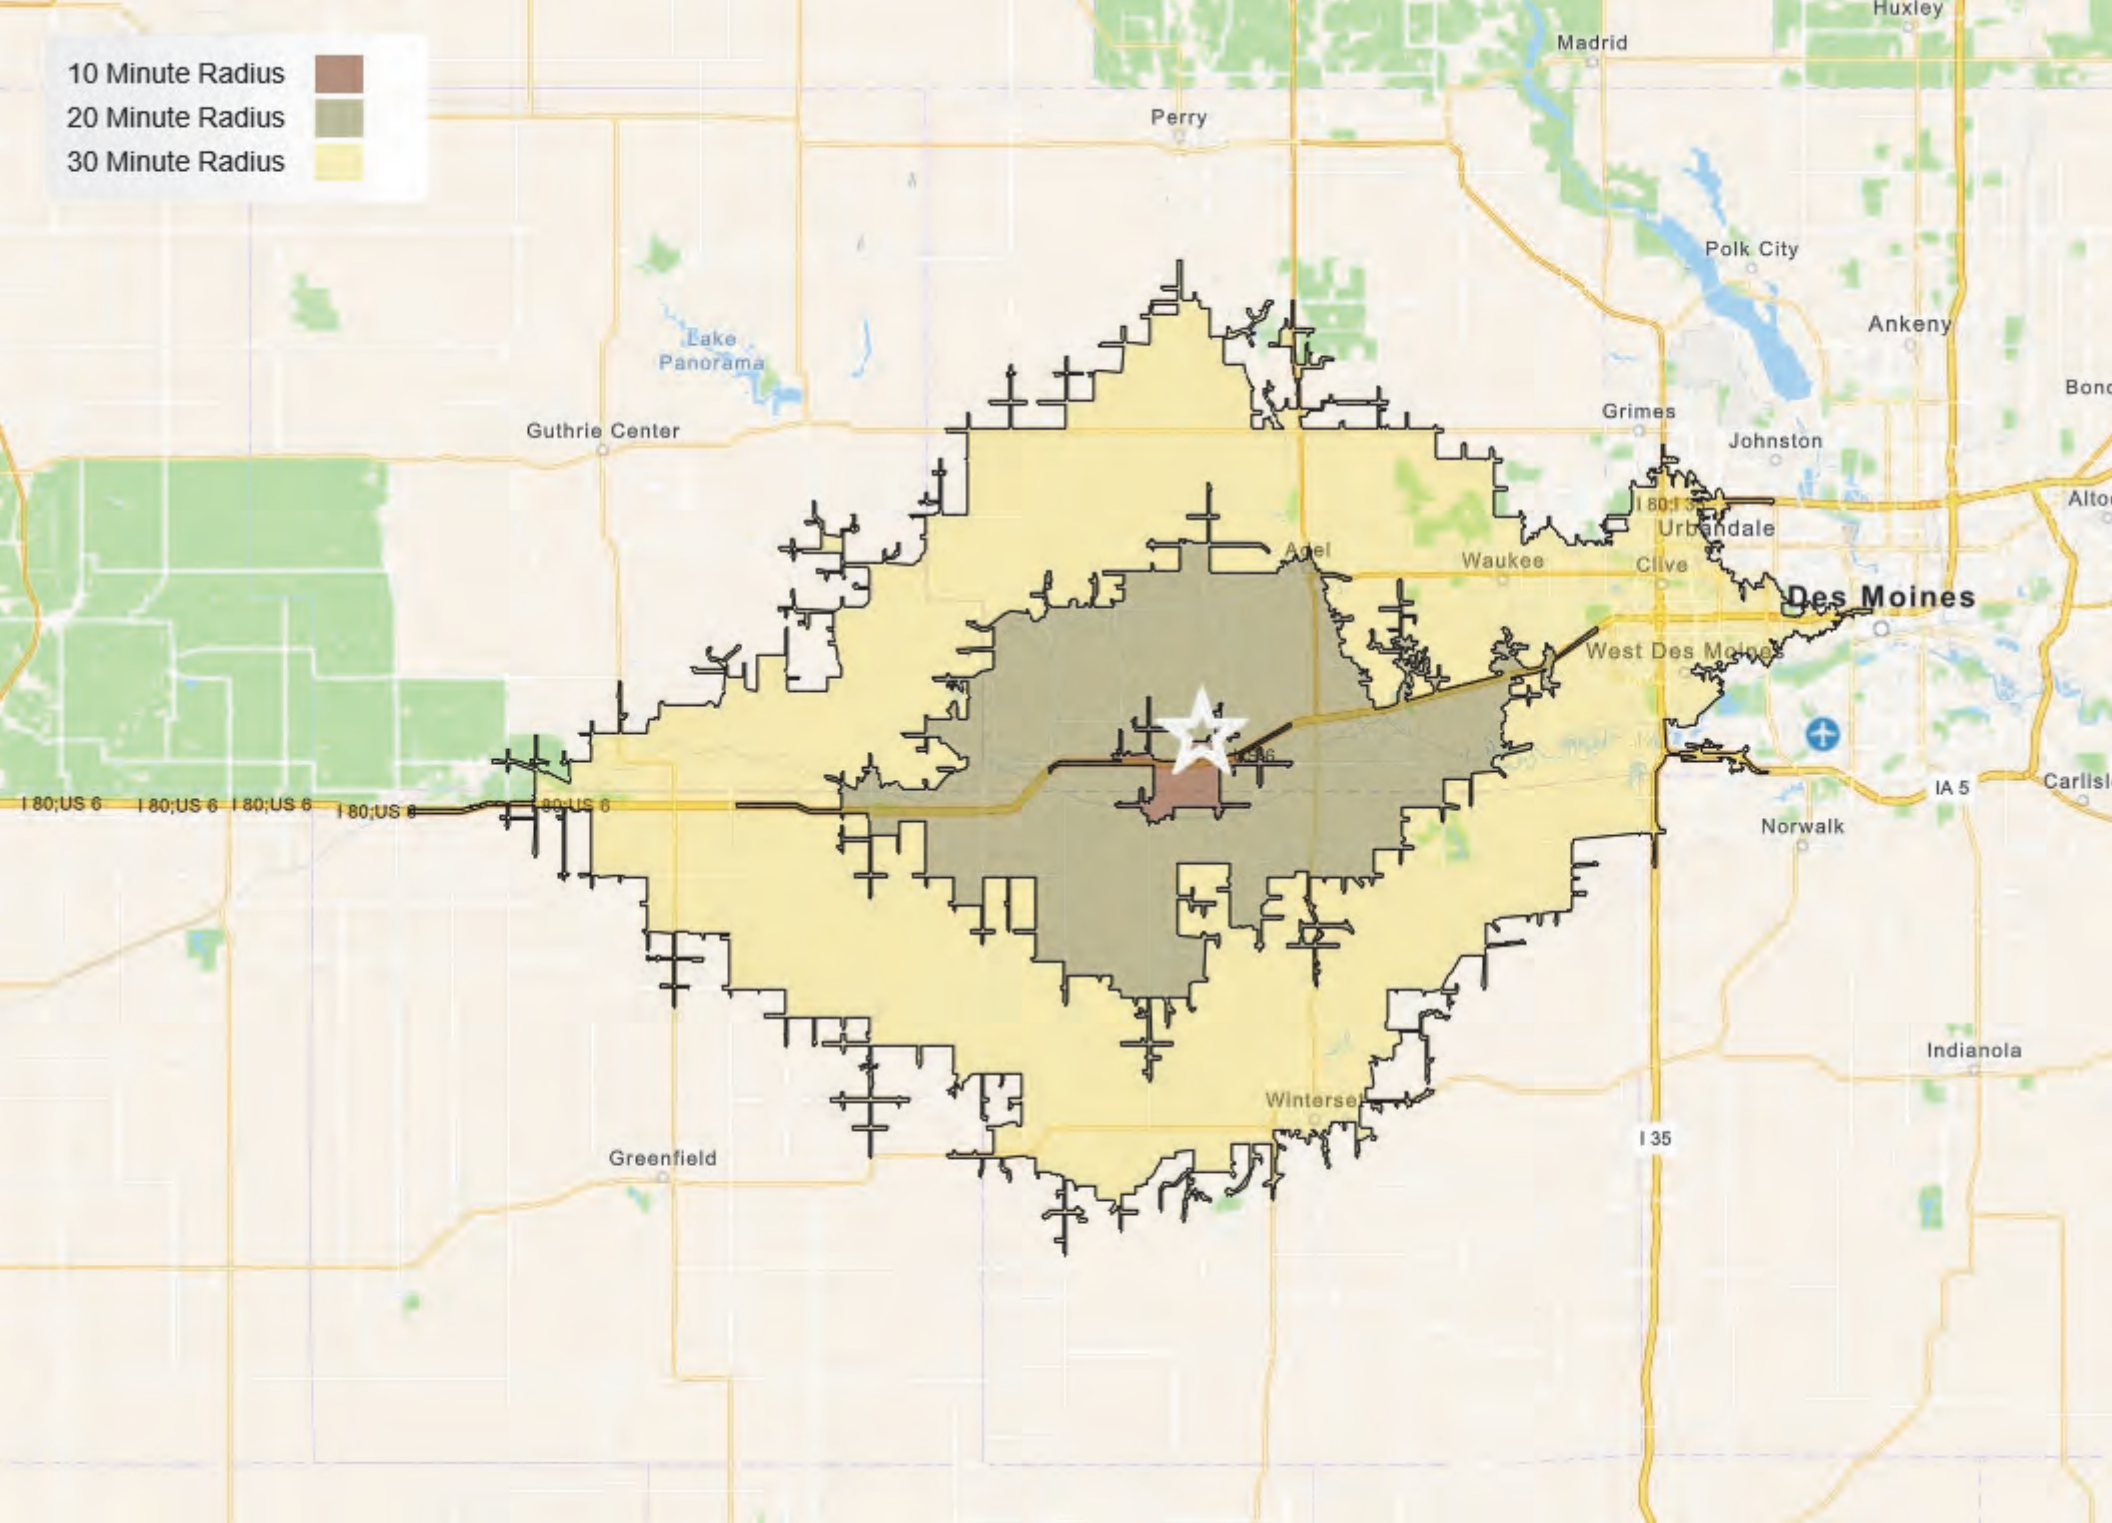 10 Minute Radius
20 Minute Radius
30 Minute Radius
Huxley
Madrid
Perry
Polk City
Ankeny
Lake
Panorama
Guthrie Center
Grimes
Johnston
I 80;I 35
Urbandale
Adel
Waukee
Clive
Des Moines
West Des Moines
I 80;US 6
I 80;US 6
I 80;US 6
I 80;US 6
IA 5
Norwalk
Indianola
Winterset
I 35
Greenfield